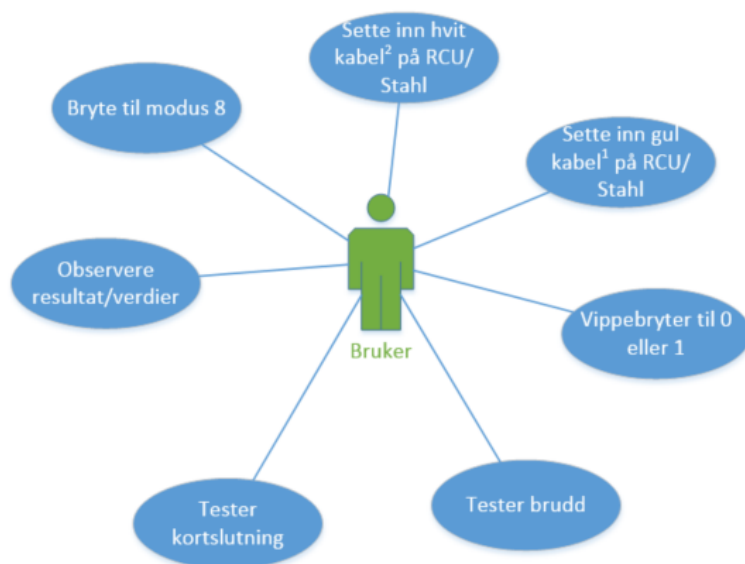 Sette inn hvit
kabel² på RCU/
Stahl
Bryte til modus 8
Sette inn gul
kabel¹ på RCU/
Stahl
Observere
resultat/verdier
Vippebryter til 0
eller 1
Bruker
Tester
kortslutning
Tester brudd